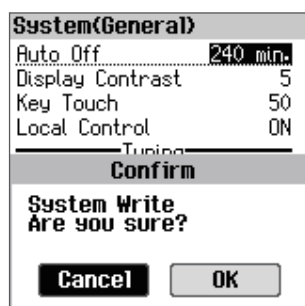 System(General)
Auto Off 240 min.
Display Contrast 5
Key Touch 50
Local Control ON
Tuning
Confirm
System Write
Are you sure?
Cancel OK